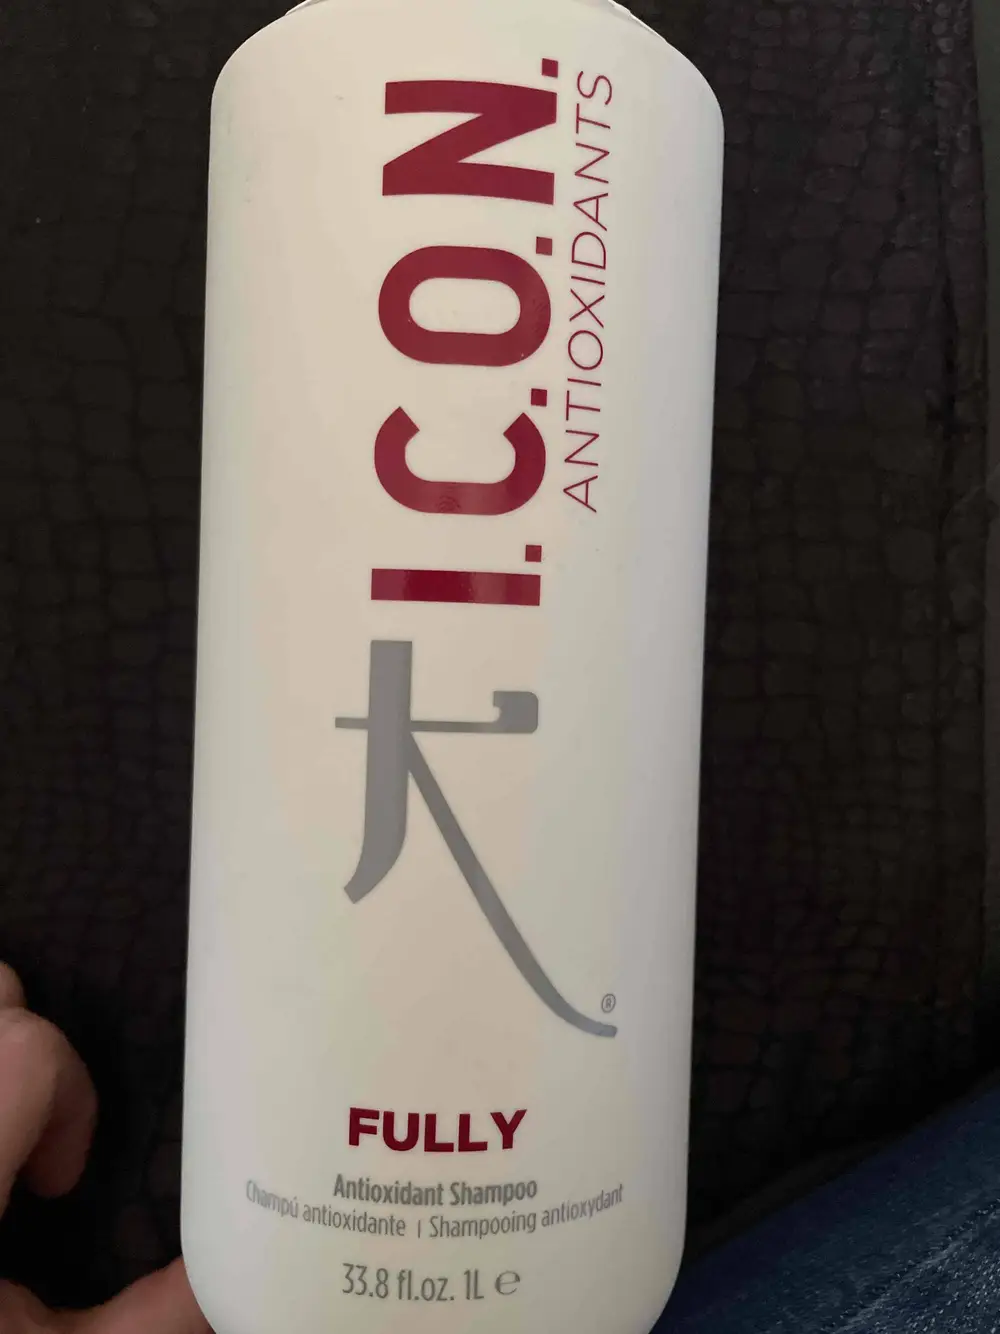 I.C.O.N.
ANTIOXIDANTS
®
FULLY
Antioxidant Shampoo
Champú antioxidante | Shampooing antioxydant
33.8 fl.oz. 1L ℮